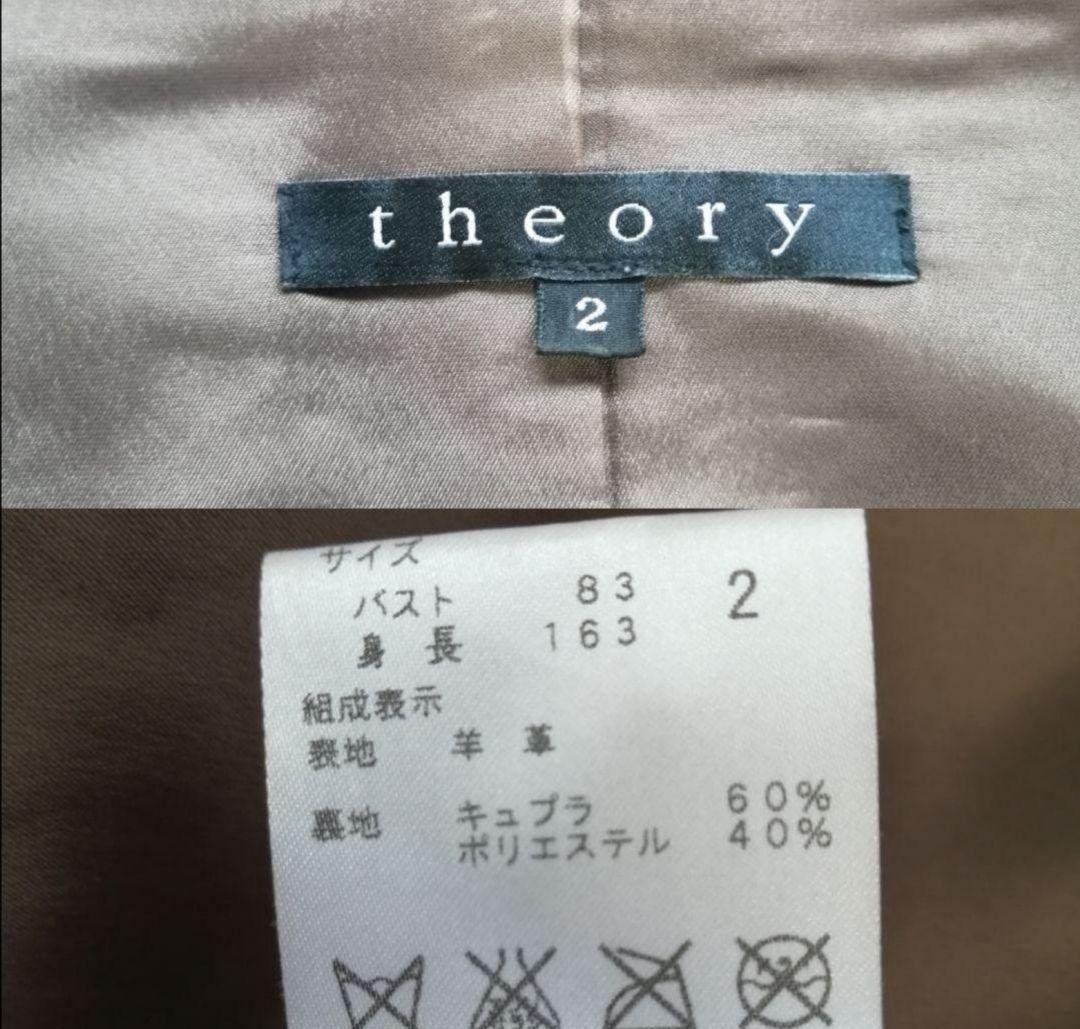 theory
2
サイズ
バスト 83 2
身長 163
組成表示
表地 羊革
裏地 キュプラ 60%
ポリエステル 40%